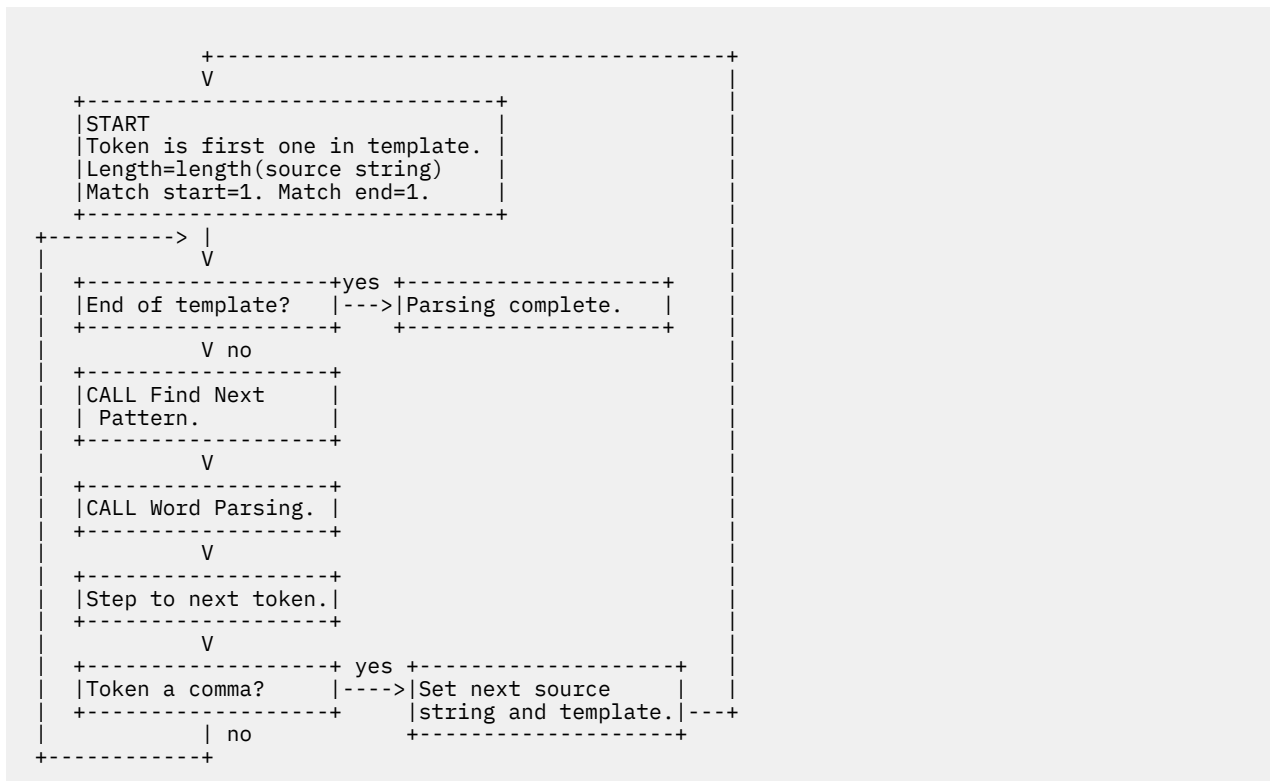 START
Token is first one in template.
Length=length(source string)
Match start=1. Match end=1.
yes
End of template? Parsing complete.
no
CALL Find Next
Pattern.
CALL Word Parsing.
Step to next token.
yes
Token a comma? Set next source
string and template.
no